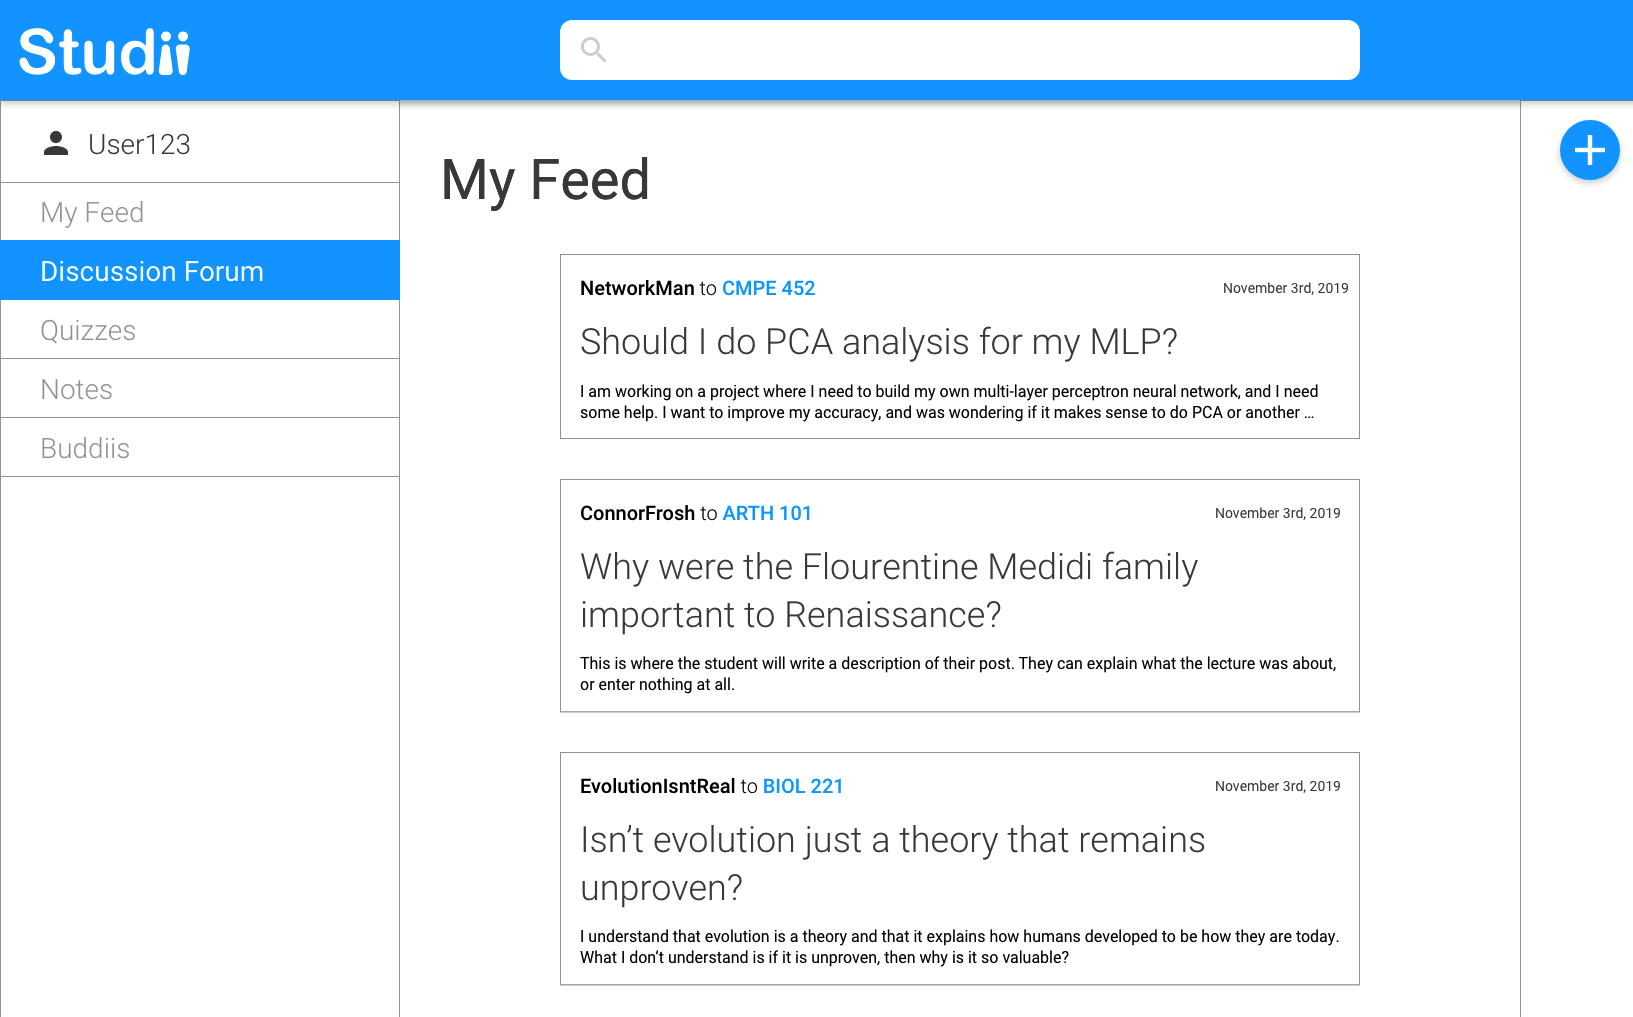 Studii
User123
My Feed
Discussion Forum
Quizzes
Notes
Buddiis
My Feed
NetworkMan to CMPE 452 November 3rd, 2019
Should I do PCA analysis for my MLP?
I am working on a project where I need to build my own multi-layer perceptron neural network, and I need
some help. I want to improve my accuracy, and was wondering if it makes sense to do PCA or another ...
ConnorFrosh to ARTH 101 November 3rd, 2019
Why were the Flourentine Medidi family
important to Renaissance?
This is where the student will write a description of their post. They can explain what the lecture was about,
or enter nothing at all.
EvolutionIsntReal to BIOL 221 November 3rd, 2019
Isn’t evolution just a theory that remains
unproven?
I understand that evolution is a theory and that it explains how humans developed to be how they are today.
What I don’t understand is if it is unproven, then why is it so valuable?